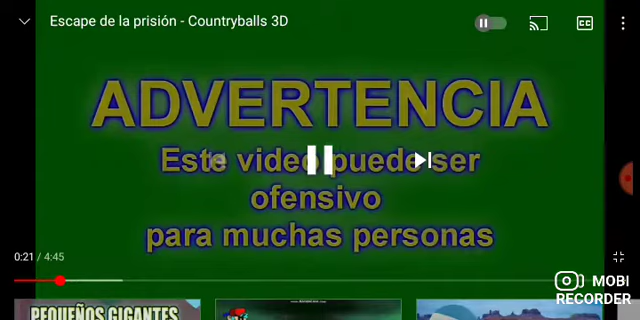 Escape de la prisión - Countryballs 3D
CC
ADVERTENCIA
Este video puede ser
ofensivo
para muchas personas
0:21 / 4:45
MOBI
RECORDER
PEQUEÑOS GIGANTES